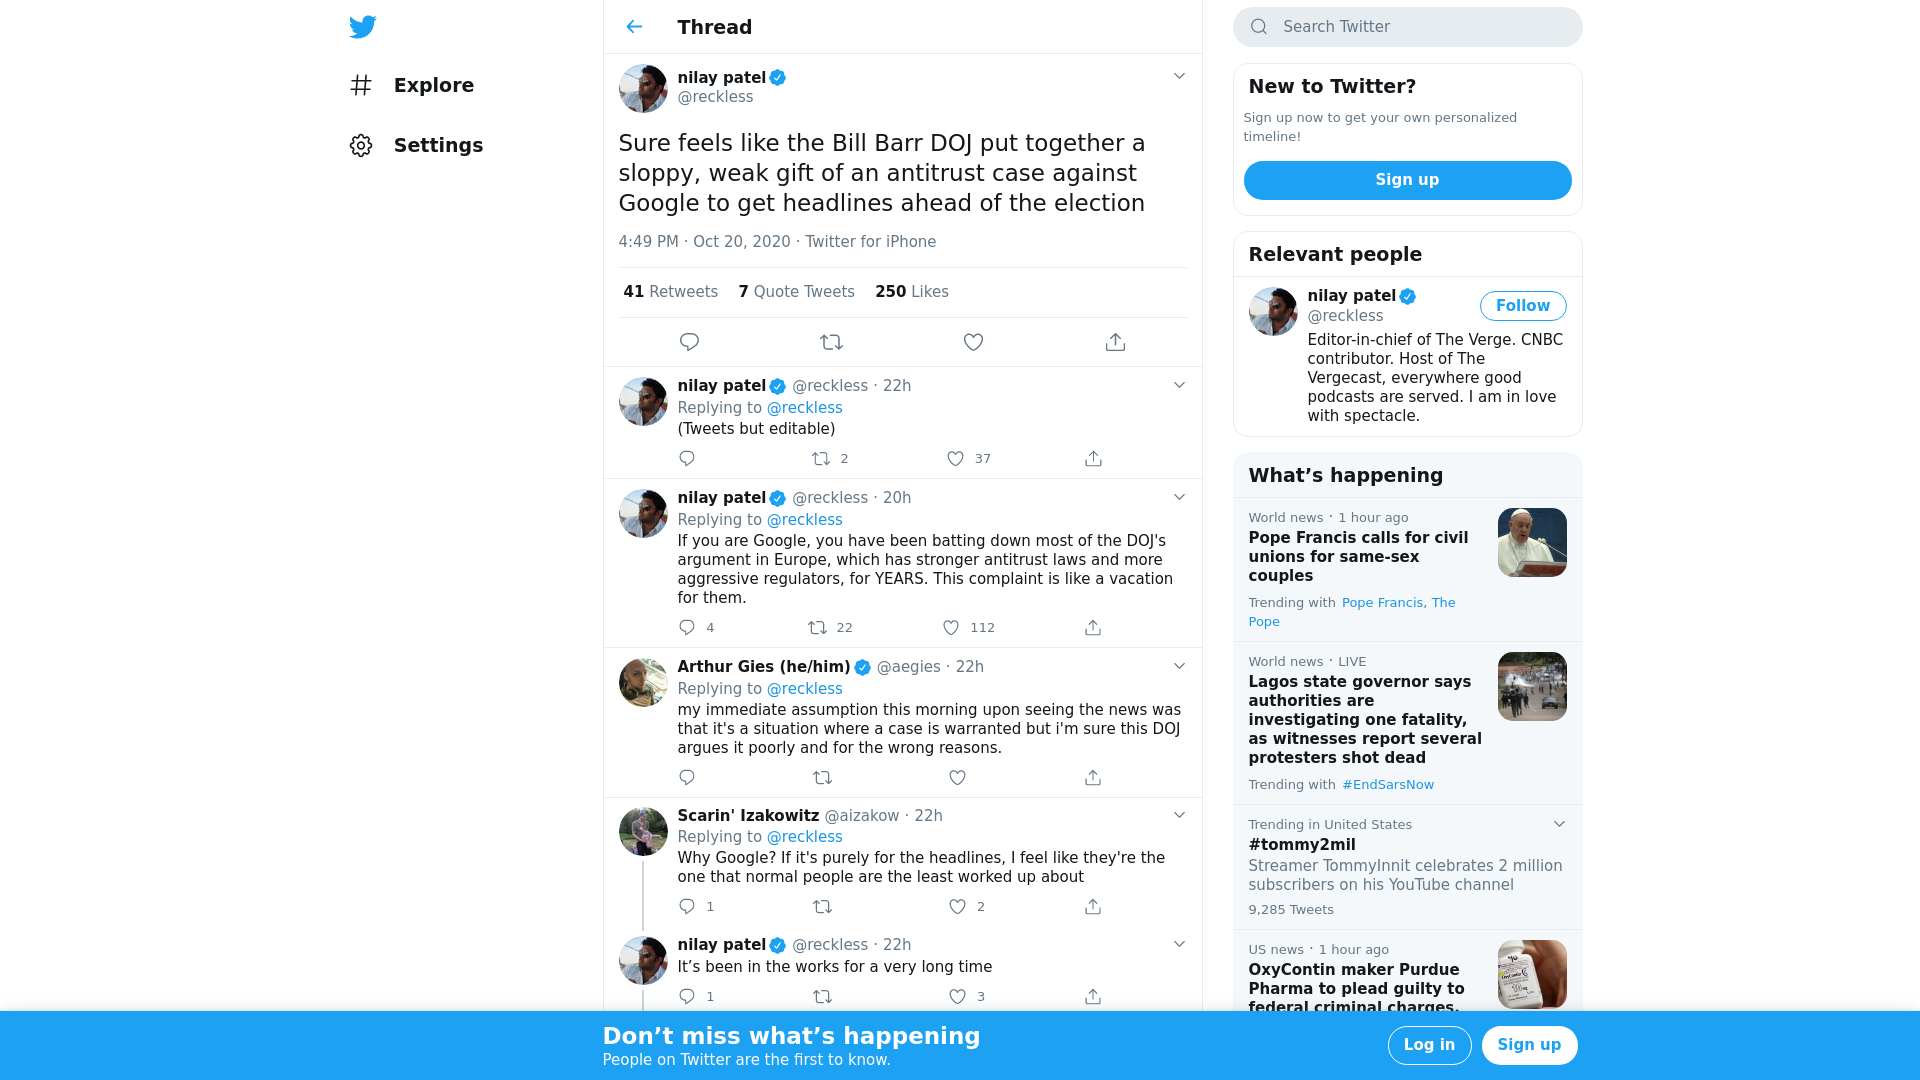 Explore
Settings
Thread
nilay patel
@reckless
Sure feels like the Bill Barr DOJ put together a
sloppy, weak gift of an antitrust case against
Google to get headlines ahead of the election
4:49 PM · Oct 20, 2020 · Twitter for iPhone
41 Retweets 7 Quote Tweets 250 Likes
nilay patel @reckless · 22h
Replying to @reckless
(Tweets but editable)
2 37
nilay patel @reckless · 20h
Replying to @reckless
If you are Google, you have been batting down most of the DOJ's
argument in Europe, which has stronger antitrust laws and more
aggressive regulators, for YEARS. This complaint is like a vacation
for them.
4 22 112
Arthur Gies (he/him) @aegies · 22h
Replying to @reckless
my immediate assumption this morning upon seeing the news was
that it's a situation where a case is warranted but i'm sure this DOJ
argues it poorly and for the wrong reasons.
Scarin' Izakowitz @aizakow · 22h
Replying to @reckless
Why Google? If it's purely for the headlines, I feel like they're the
one that normal people are the least worked up about
1 2
nilay patel @reckless · 22h
It’s been in the works for a very long time
1 3
Search Twitter
New to Twitter?
Sign up now to get your own personalized
timeline!
Sign up
Relevant people
nilay patel
@reckless
Follow
Editor-in-chief of The Verge. CNBC
contributor. Host of The
Vergecast, everywhere good
podcasts are served. I am in love
with spectacle.
What’s happening
World news · 1 hour ago
Pope Francis calls for civil
unions for same-sex
couples
Trending with Pope Francis, The
Pope
World news · LIVE
Lagos state governor says
authorities are
investigating one fatality,
as witnesses report several
protesters shot dead
Trending with #EndSarsNow
Trending in United States
#tommy2mil
Streamer TommyInnit celebrates 2 million
subscribers on his YouTube channel
9,285 Tweets
US news · 1 hour ago
OxyContin maker Purdue
Pharma to plead guilty to
federal criminal charges,
Don’t miss what’s happening
People on Twitter are the first to know.
Log in
Sign up